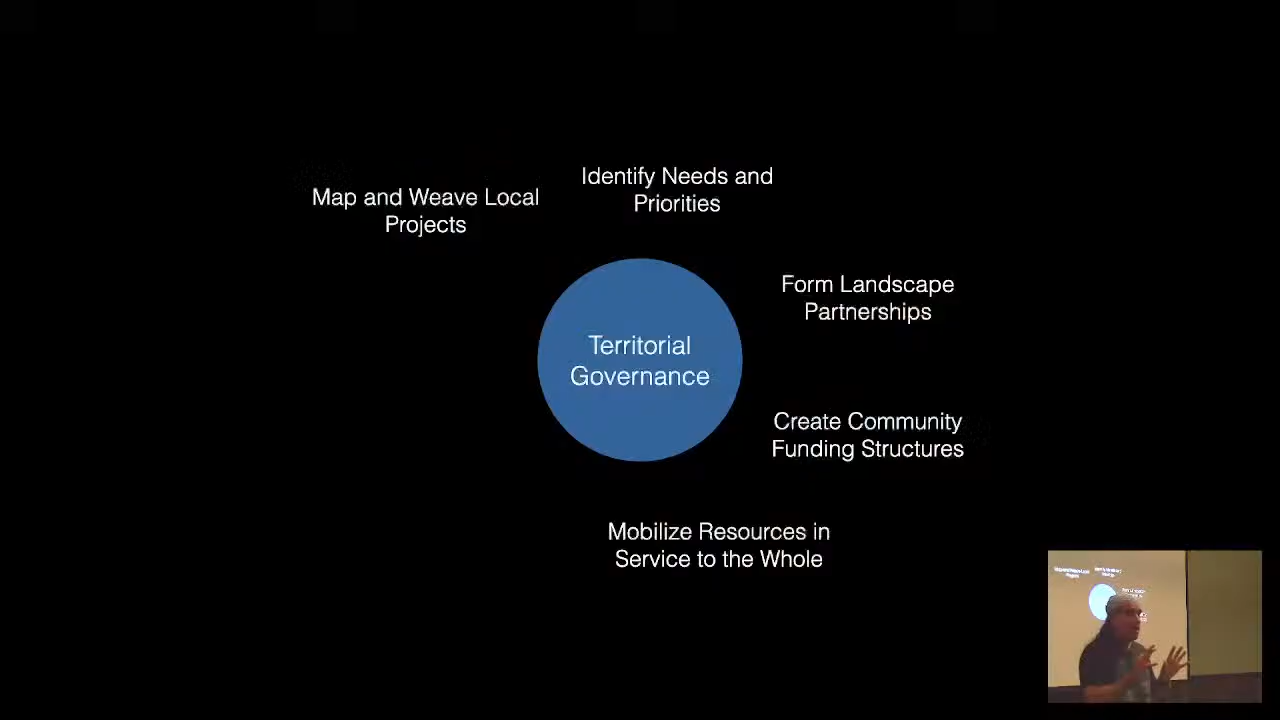 Map and Weave Local
Projects
Identify Needs and
Priorities
Form Landscape
Partnerships
Territorial
Governance
Create Community
Funding Structures
Mobilize Resources in
Service to the Whole